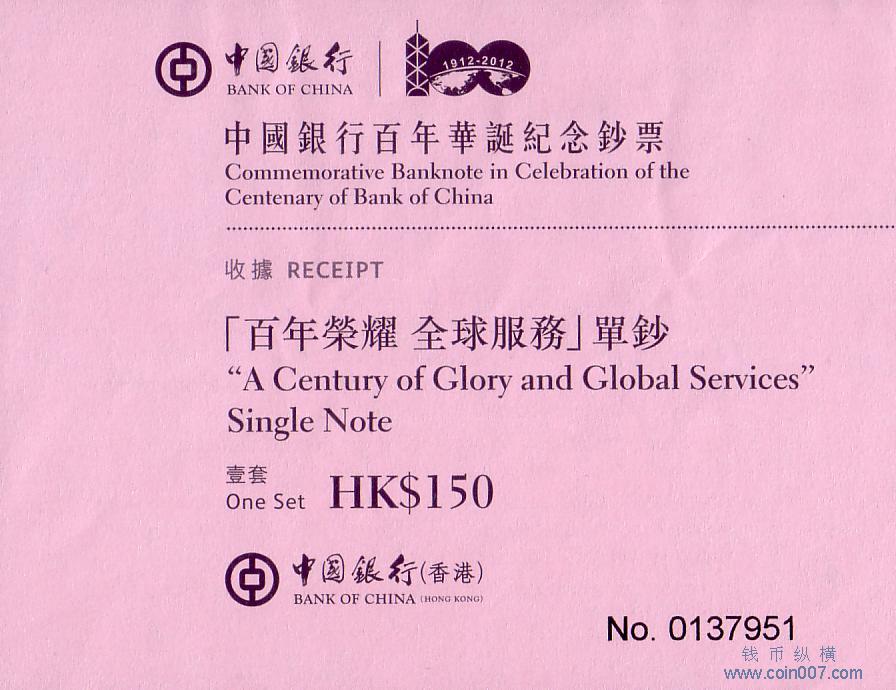 中國銀行
BANK OF CHINA
1912-2012
中國銀行百年華誕紀念鈔票
Commemorative Banknote in Celebration of the
Centenary of Bank of China
收據 RECEIPT
「百年榮耀 全球服務」單鈔
“A Century of Glory and Global Services”
Single Note
壹套
One Set HK$150
中國銀行(香港)
BANK OF CHINA (HONG KONG)
No. 0137951
钱币纵横
www.coin007.com